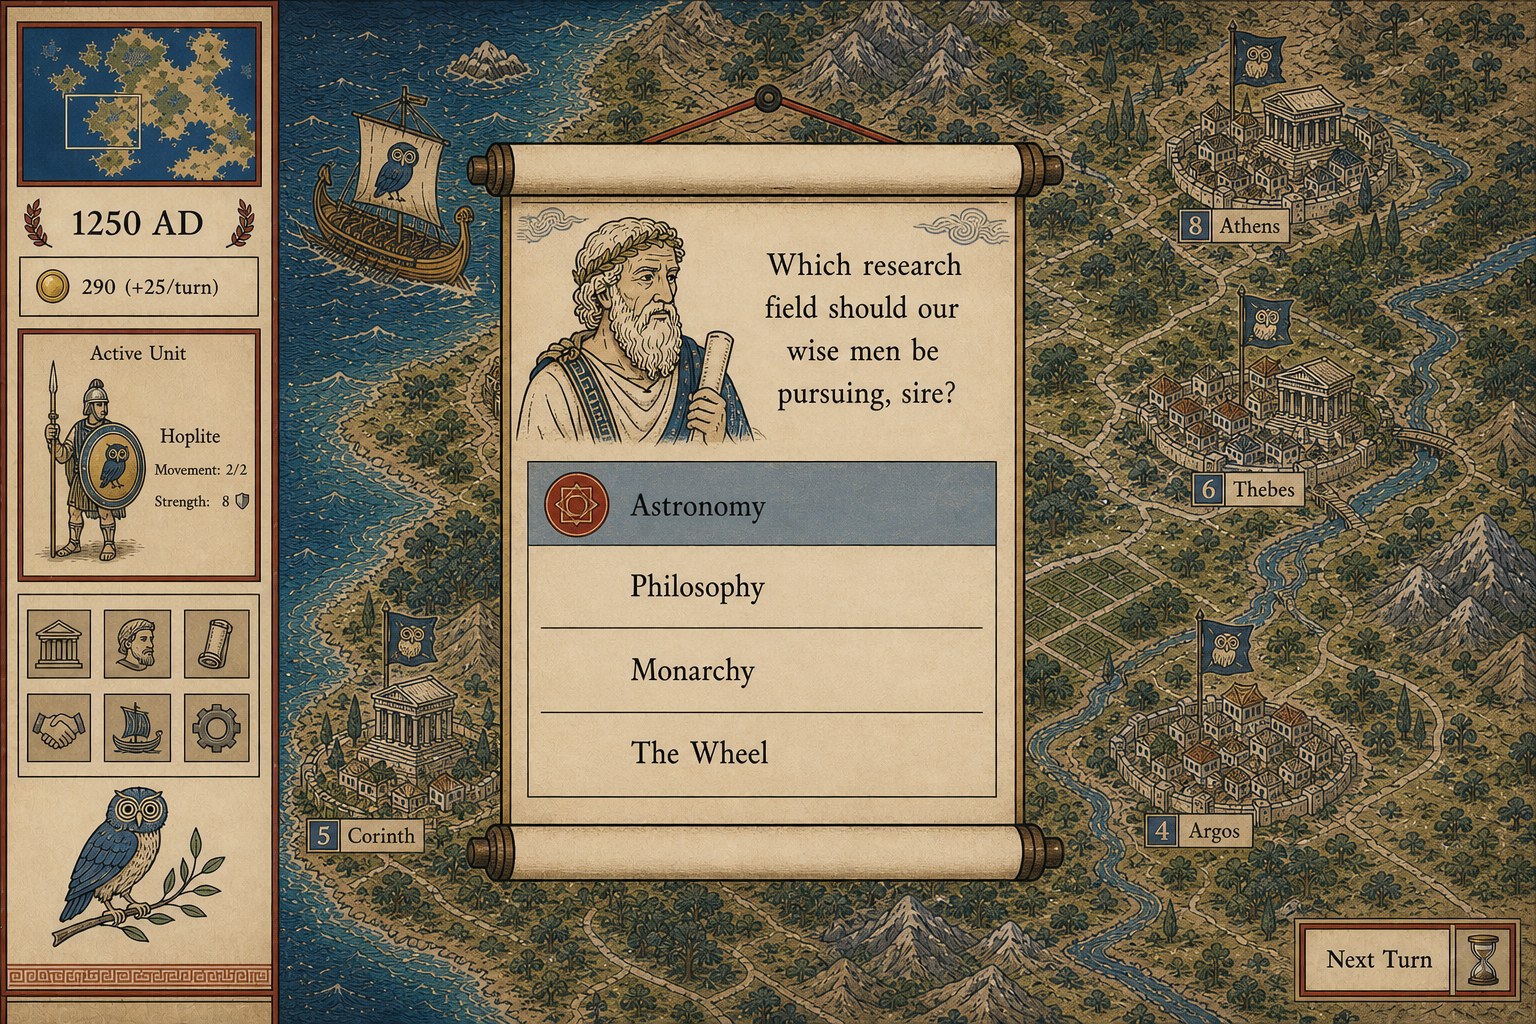 1250 AD
290 (+25/turn)
Active Unit
Hoplite
Movement: 2/2
Strength: 8
Which research
field should our
wise men be
pursuing, sire?
Astronomy
Philosophy
Monarchy
The Wheel
8 Athens
6 Thebes
5 Corinth
4 Argos
Next Turn